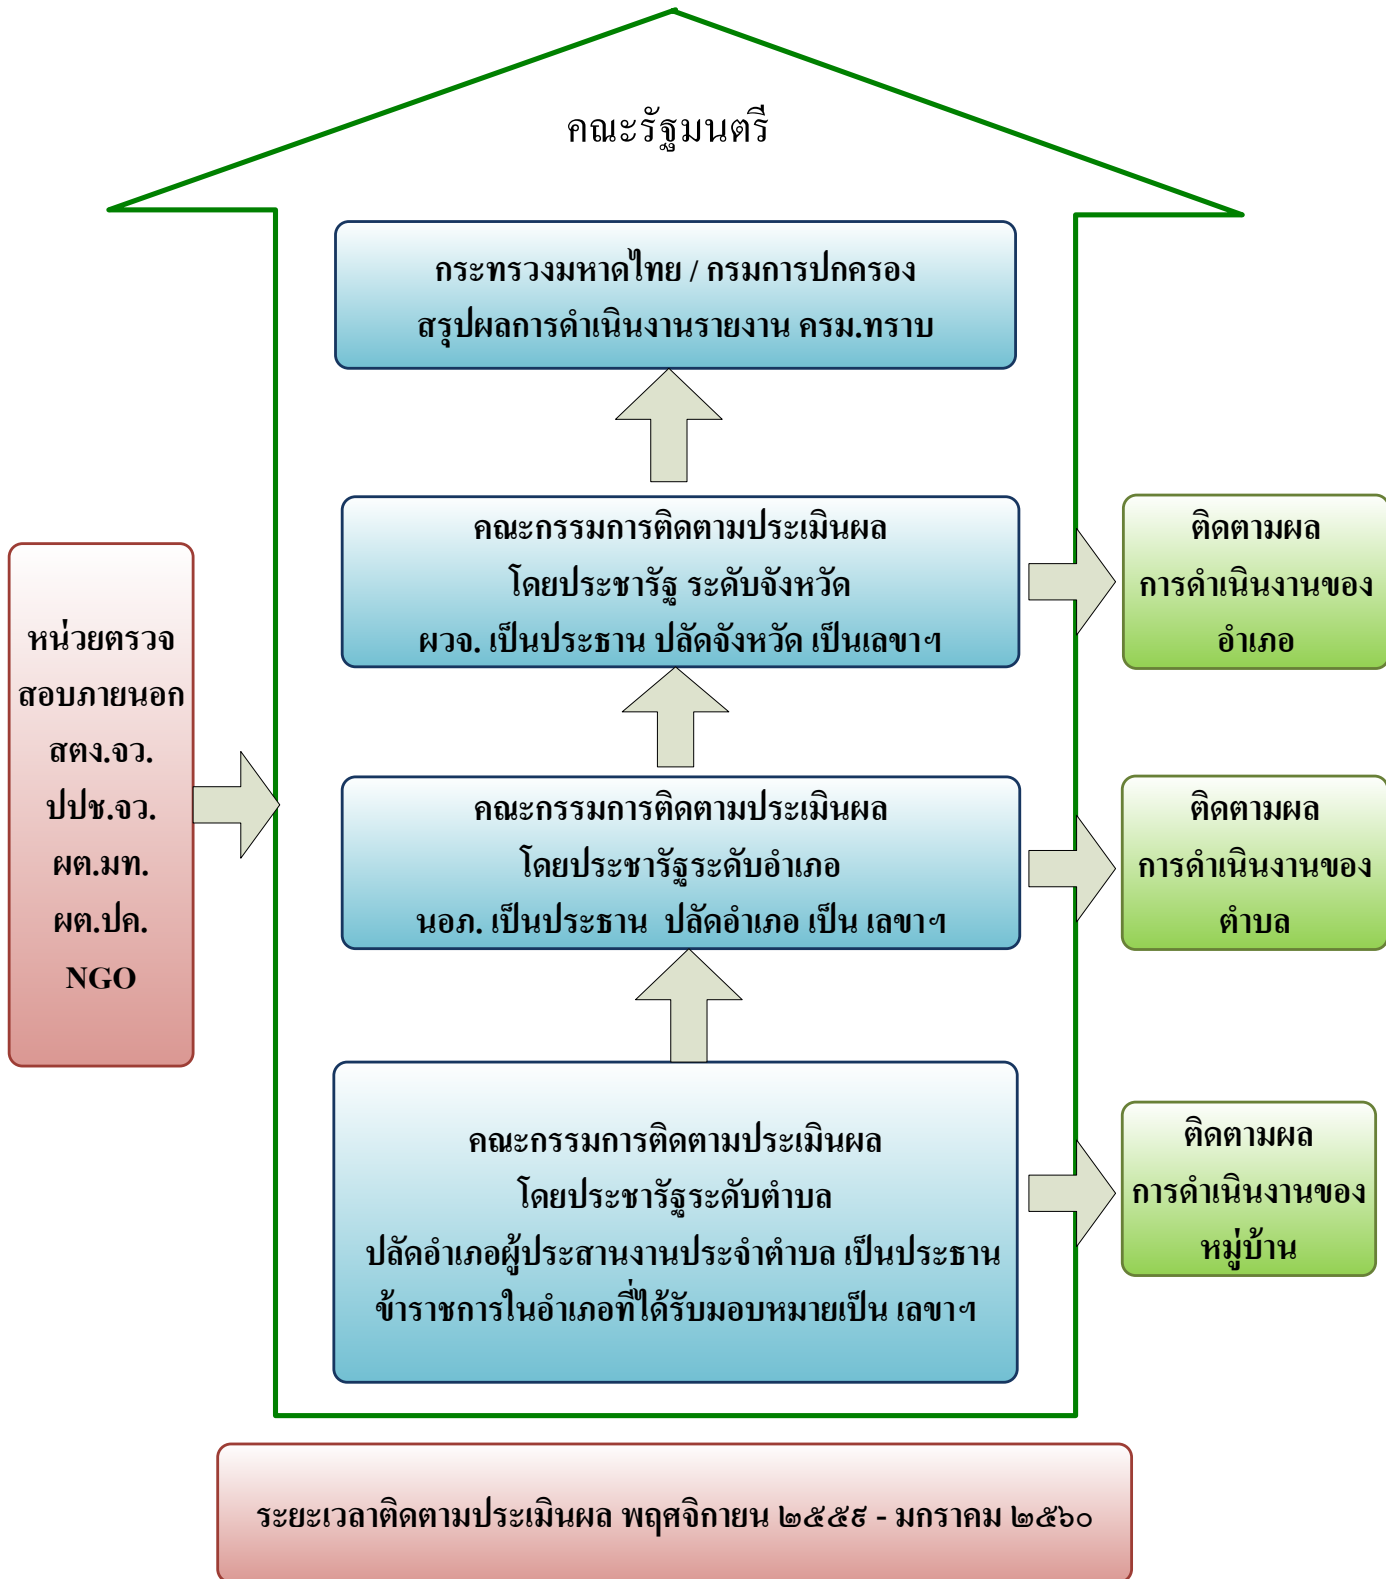 คณะรัฐมนตรี
กระทรวงมหาดไทย / กรมการปกครอง
สรุปผลการดำเนินงานรายงาน ครม.ทราบ
คณะกรรมการติดตามประเมินผล
โดยประชารัฐ ระดับจังหวัด
ผวจ. เป็นประธาน ปลัดจังหวัด เป็นเลขาฯ
ติดตามผล
การดำเนินงานของ
อำเภอ
หน่วยตรวจ
สอบภายนอก
สตง.จว.
ปปช.จว.
ผต.มท.
ผต.ปค.
NGO
คณะกรรมการติดตามประเมินผล
โดยประชารัฐระดับอำเภอ
นอภ. เป็นประธาน ปลัดอำเภอ เป็น เลขาฯ
ติดตามผล
การดำเนินงานของ
ตำบล
คณะกรรมการติดตามประเมินผล
โดยประชารัฐระดับตำบล
ปลัดอำเภอผู้ประสานงานประจำตำบล เป็นประธาน
ข้าราชการในอำเภอที่ได้รับมอบหมายเป็น เลขาฯ
ติดตามผล
การดำเนินงานของ
หมู่บ้าน
ระยะเวลาติดตามประเมินผล พฤศจิกายน ๒๕๕๙ - มกราคม ๒๕๖๐